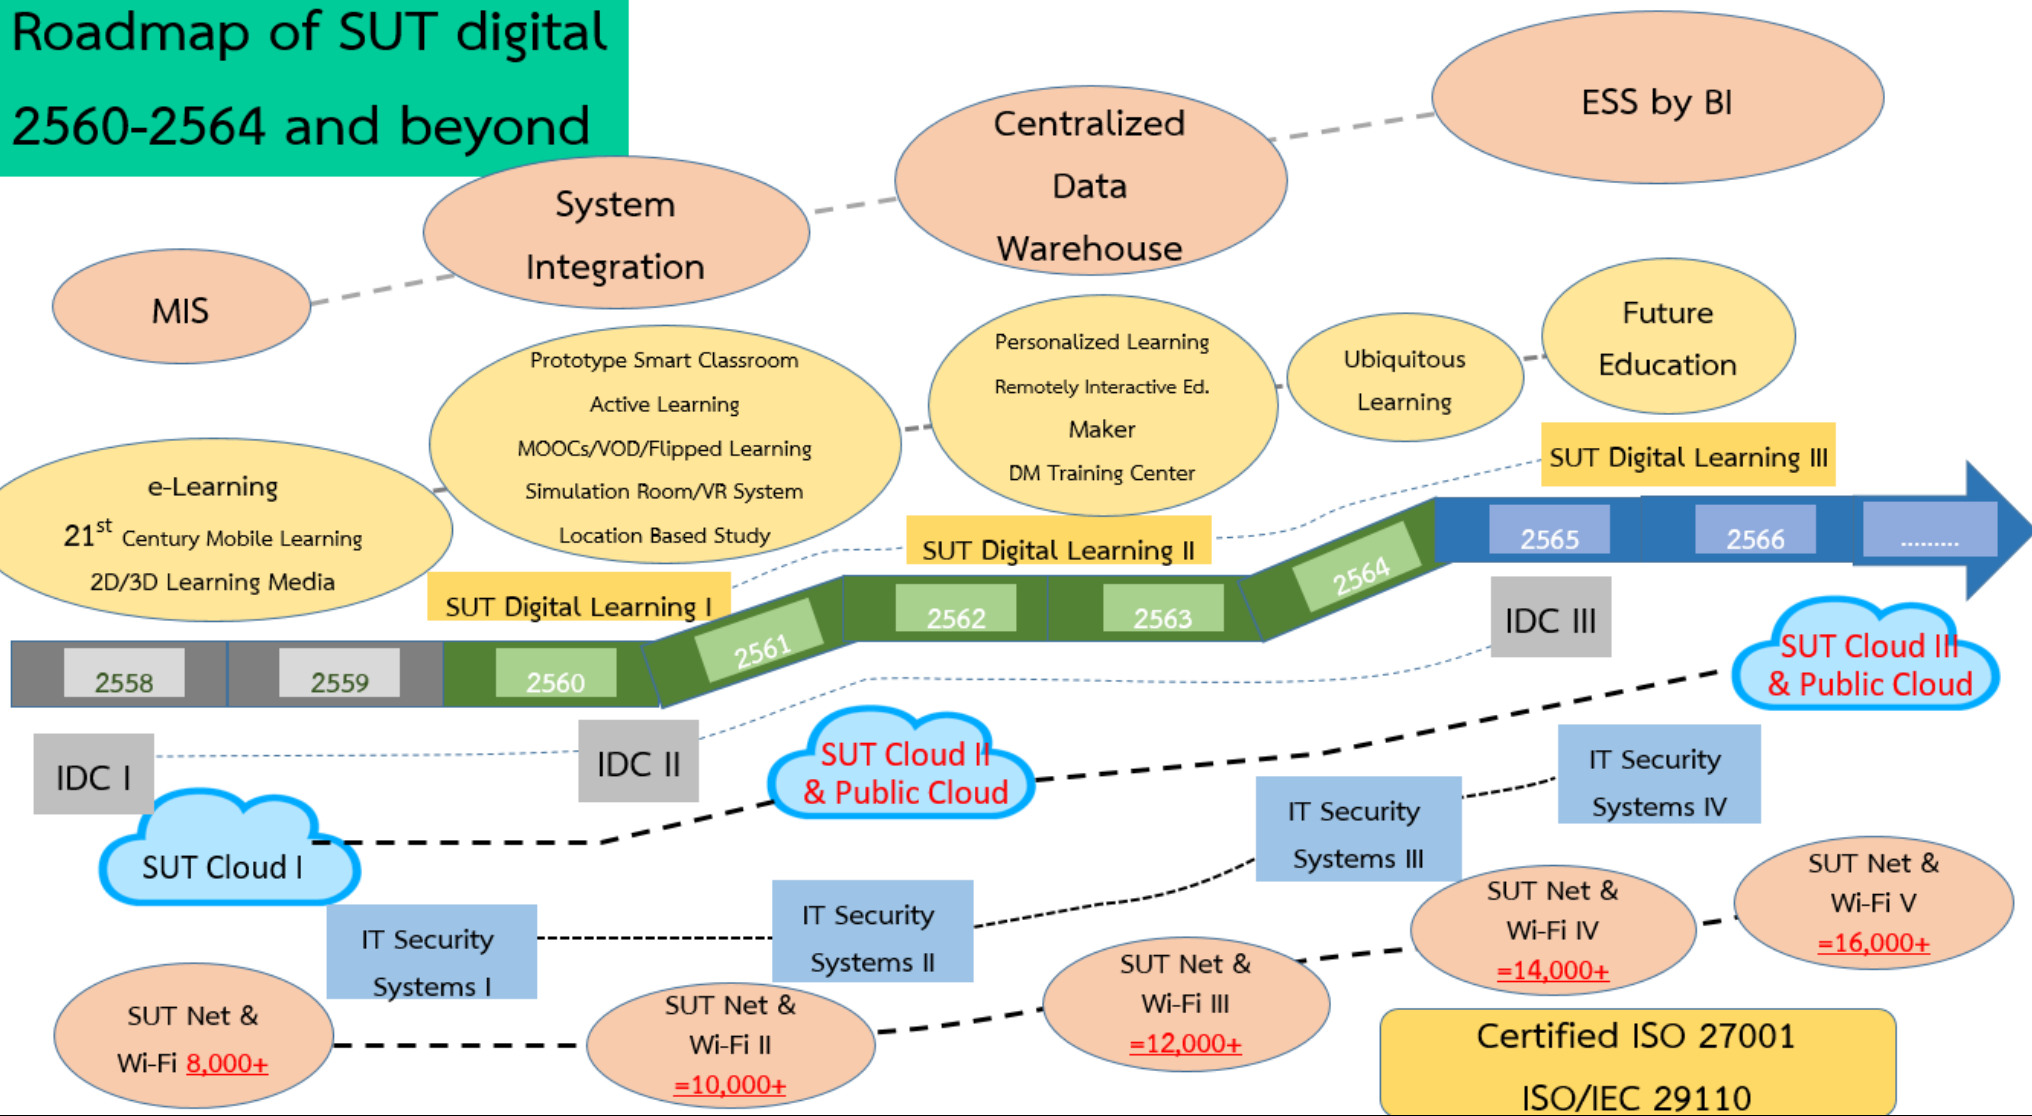 Roadmap of SUT digital
2560-2564 and beyond
ESS by BI
Centralized
Data
Warehouse
System
Integration
MIS
Future
Education
Ubiquitous
Learning
Personalized Learning
Remotely Interactive Ed.
Maker
DM Training Center
Prototype Smart Classroom
Active Learning
MOOCs/VOD/Flipped Learning
Simulation Room/VR System
Location Based Study
e-Learning
21st Century Mobile Learning
2D/3D Learning Media
SUT Digital Learning I
SUT Digital Learning II
SUT Digital Learning III
2558
2559
2560
2561
2562
2563
2564
2565
2566
.........
IDC I
IDC II
IDC III
SUT Cloud I
SUT Cloud II
& Public Cloud
SUT Cloud III
& Public Cloud
IT Security
Systems I
IT Security
Systems II
IT Security
Systems III
IT Security
Systems IV
SUT Net &
Wi-Fi 8,000+
SUT Net &
Wi-Fi II
=10,000+
SUT Net &
Wi-Fi III
=12,000+
SUT Net &
Wi-Fi IV
=14,000+
SUT Net &
Wi-Fi V
=16,000+
Certified ISO 27001
ISO/IEC 29110